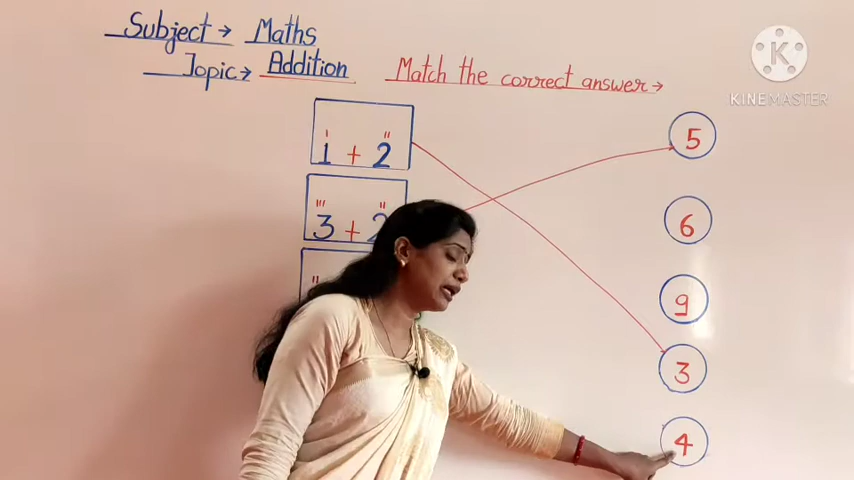 Subject → Maths
Topic → Addition
Match the correct answer →
1 + 2
3 + 2
5
6
9
3
4
K
KINEMASTER